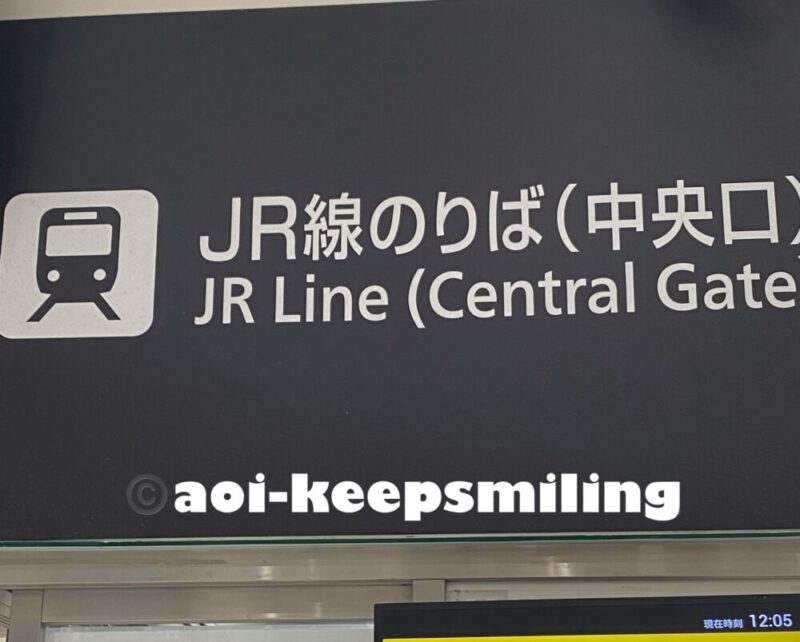 JR線のりば(中央口)
JR Line (Central Gate
©aoi-keepsmiling
現在時刻 12:05